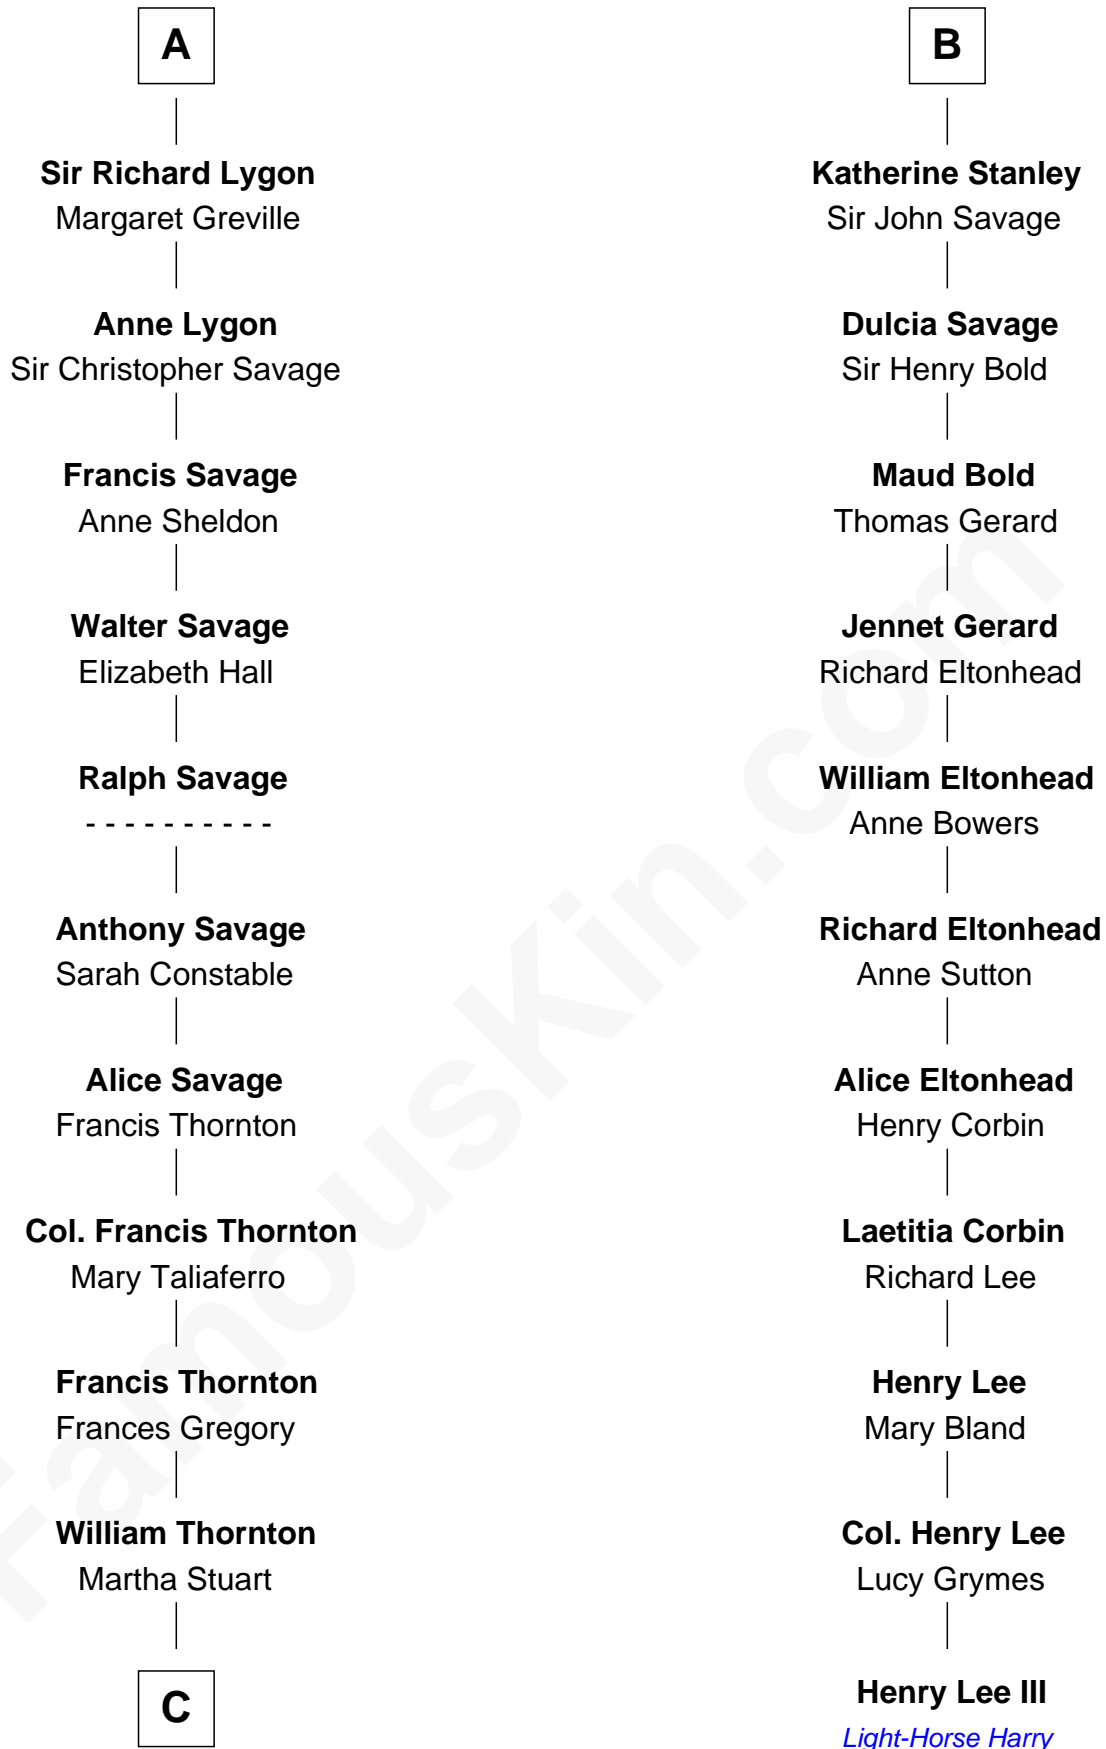 A
Sir Richard Lygon
Margaret Greville
Anne Lygon
Sir Christopher Savage
Francis Savage
Anne Sheldon
Walter Savage
Elizabeth Hall
Ralph Savage
- - - - - - - - - -
Anthony Savage
Sarah Constable
Alice Savage
Francis Thornton
Col. Francis Thornton
Mary Taliaferro
Francis Thornton
Frances Gregory
William Thornton
Martha Stuart
C
B
Katherine Stanley
Sir John Savage
Dulcia Savage
Sir Henry Bold
Maud Bold
Thomas Gerard
Jennet Gerard
Richard Eltonhead
William Eltonhead
Anne Bowers
Richard Eltonhead
Anne Sutton
Alice Eltonhead
Henry Corbin
Laetitia Corbin
Richard Lee
Henry Lee
Mary Bland
Col. Henry Lee
Lucy Grymes
Henry Lee III
Light-Horse Harry
FamousKin.com